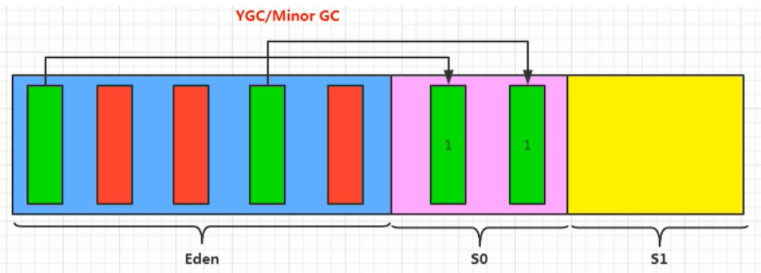 YGC/Minor GC
1 1
Eden S0 S1